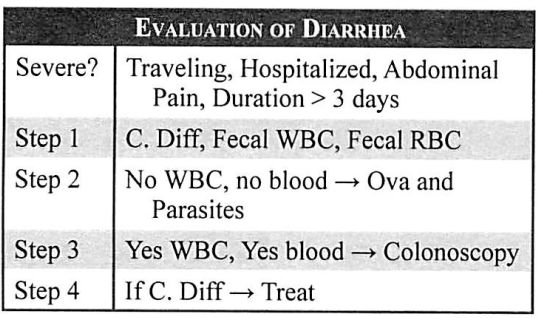 EVALUATION OF DIARRHEA
Severe? Traveling, Hospitalized, Abdominal
Pain, Duration > 3 days
Step 1 C. Diff, Fecal WBC, Fecal RBC
Step 2 No WBC, no blood → Ova and
Parasites
Step 3 Yes WBC, Yes blood → Colonoscopy
Step 4 If C. Diff → Treat